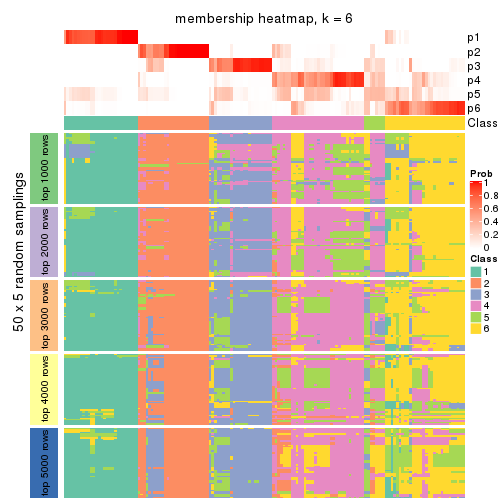 membership heatmap, k = 6
p1
p2
p3
p4
p5
p6
Class
50 x 5 random samplings
top 1000 rows
top 2000 rows
top 3000 rows
top 4000 rows
top 5000 rows
Prob
1
0.8
0.6
0.4
0.2
0
Class
1
2
3
4
5
6